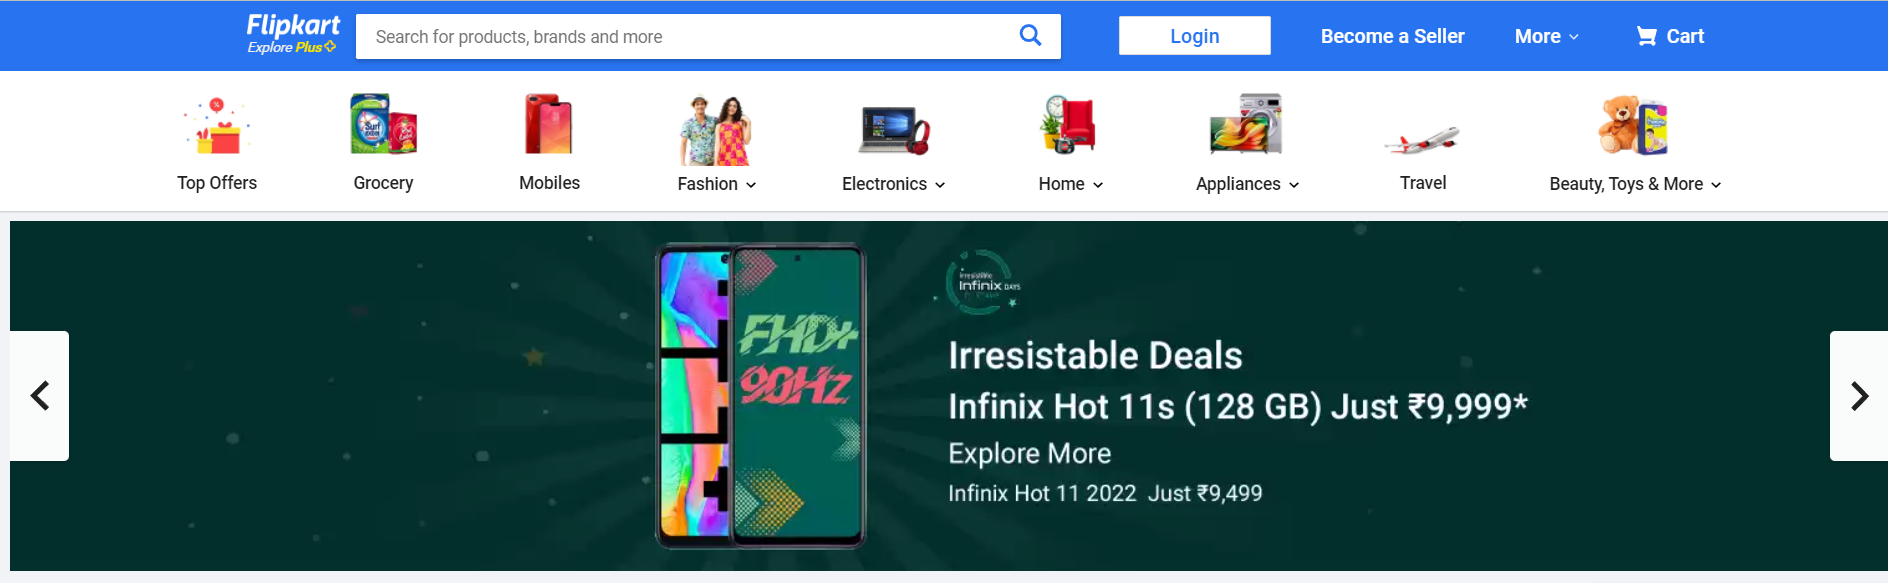 Flipkart
Explore Plus
Search for products, brands and more
Login
Become a Seller
More
Cart
Surf excel
Top Offers
Grocery
Mobiles
Fashion
Electronics
Home
Appliances
Travel
Beauty, Toys & More
FHD+
90Hz
irresistible
Infinix DAYS
Irresistable Deals
Infinix Hot 11s (128 GB) Just ₹9,999*
Explore More
Infinix Hot 11 2022 Just ₹9,499